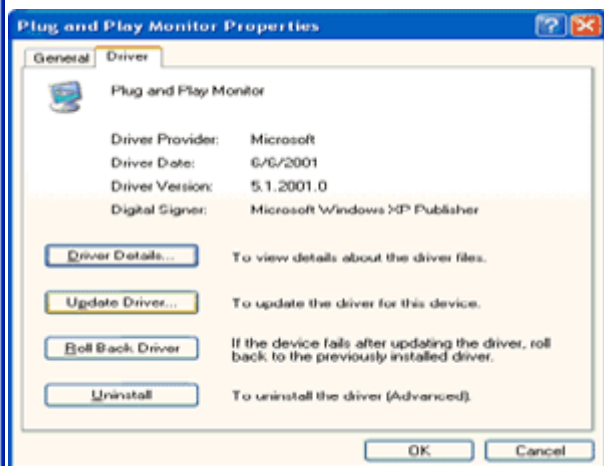 Plug and Play Monitor Properties
General Driver
Plug and Play Monitor
Driver Provider: Microsoft
Driver Date: 6/6/2001
Driver Version: 5.1.2001.0
Digital Signer: Microsoft Windows XP Publisher
Driver Details... To view details about the driver files.
Update Driver... To update the driver for this device.
Roll Back Driver If the device fails after updating the driver, roll
back to the previously installed driver.
Uninstall To uninstall the driver (Advanced).
OK Cancel